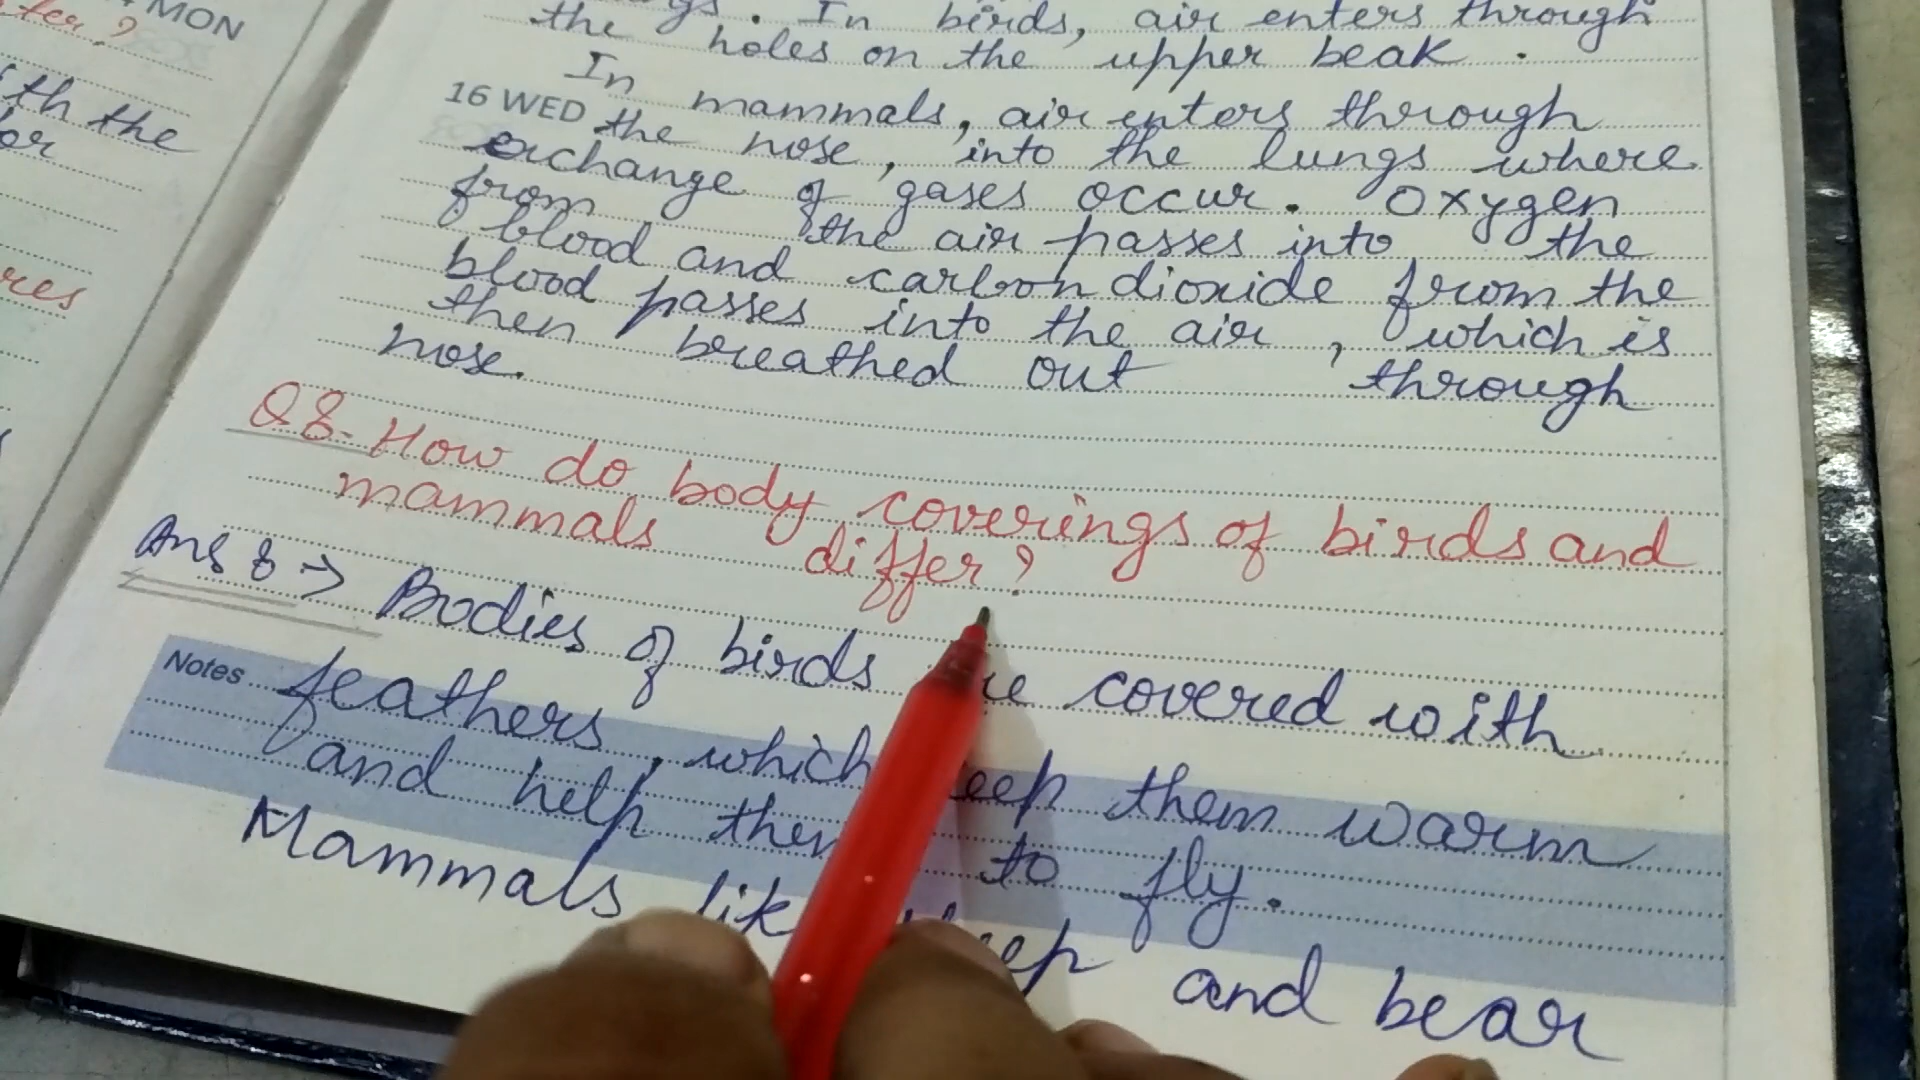 MON
ter?
th the
or
res
In birds, air enters through
the holes on the upper beak.
In mammals, air enters through
16 WED
the nose, into the lungs where
exchange of gases occur. Oxygen
from the air passes into the
blood and carbondioxide from the
blood passes into the air, which is
then breathed out through
nose.
Q8- How do body coverings of birds and
mammals differ?
Ans 8 → Bodies of birds covered with
Notes
feathers, which them warm
and help to fly.
Mammals and bear